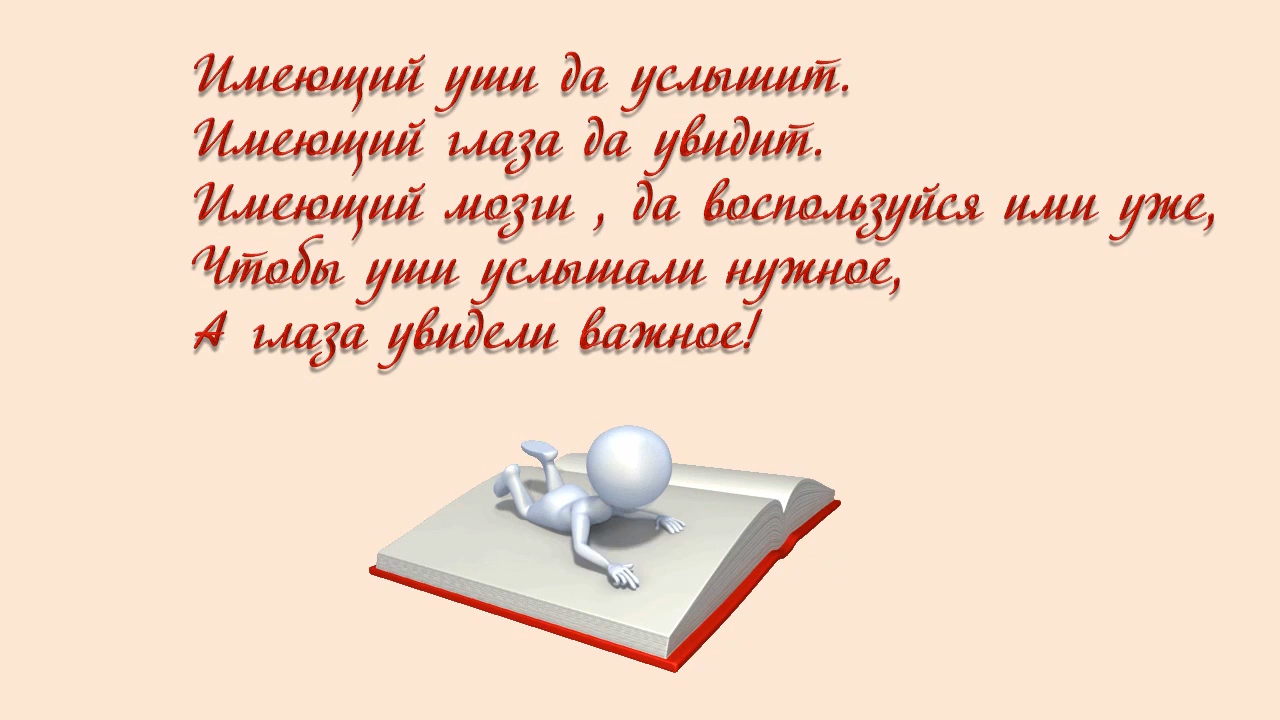 Имеющий уши да услышит.
Имеющий глаза да увидит.
Имеющий мозги , да воспользуйся ими уже,
Чтобы уши услышали нужное,
А глаза увидели важное!